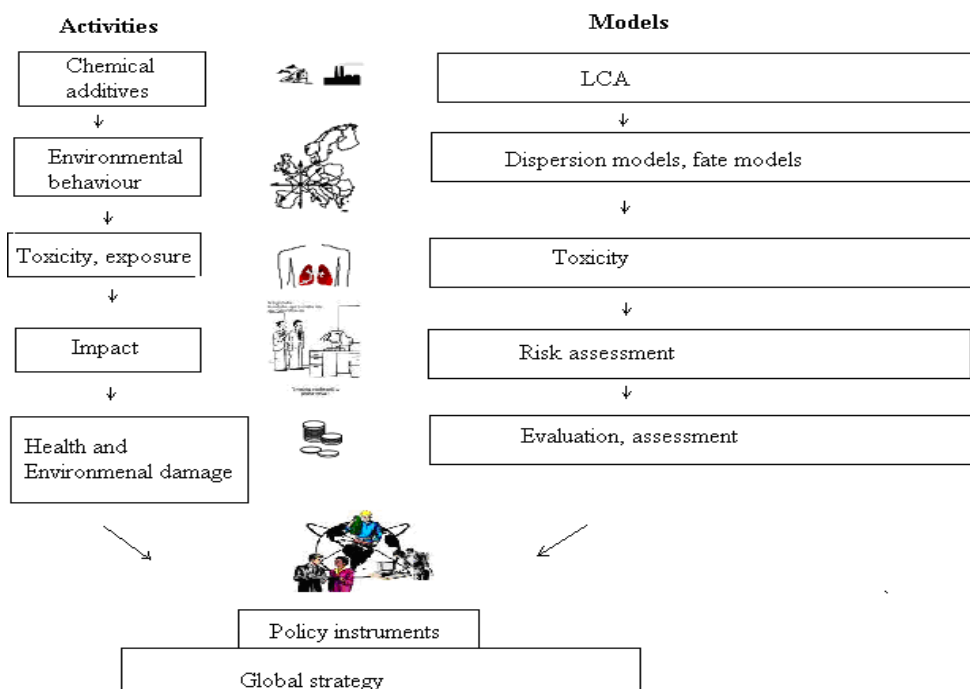 Activities
Models
Chemical
additives
LCA
Environmental
behaviour
Dispersion models, fate models
Toxicity, exposure
Toxicity
Impact
Risk assessment
Health and
Environmenal damage
Evaluation, assessment
Policy instruments
Global strategy